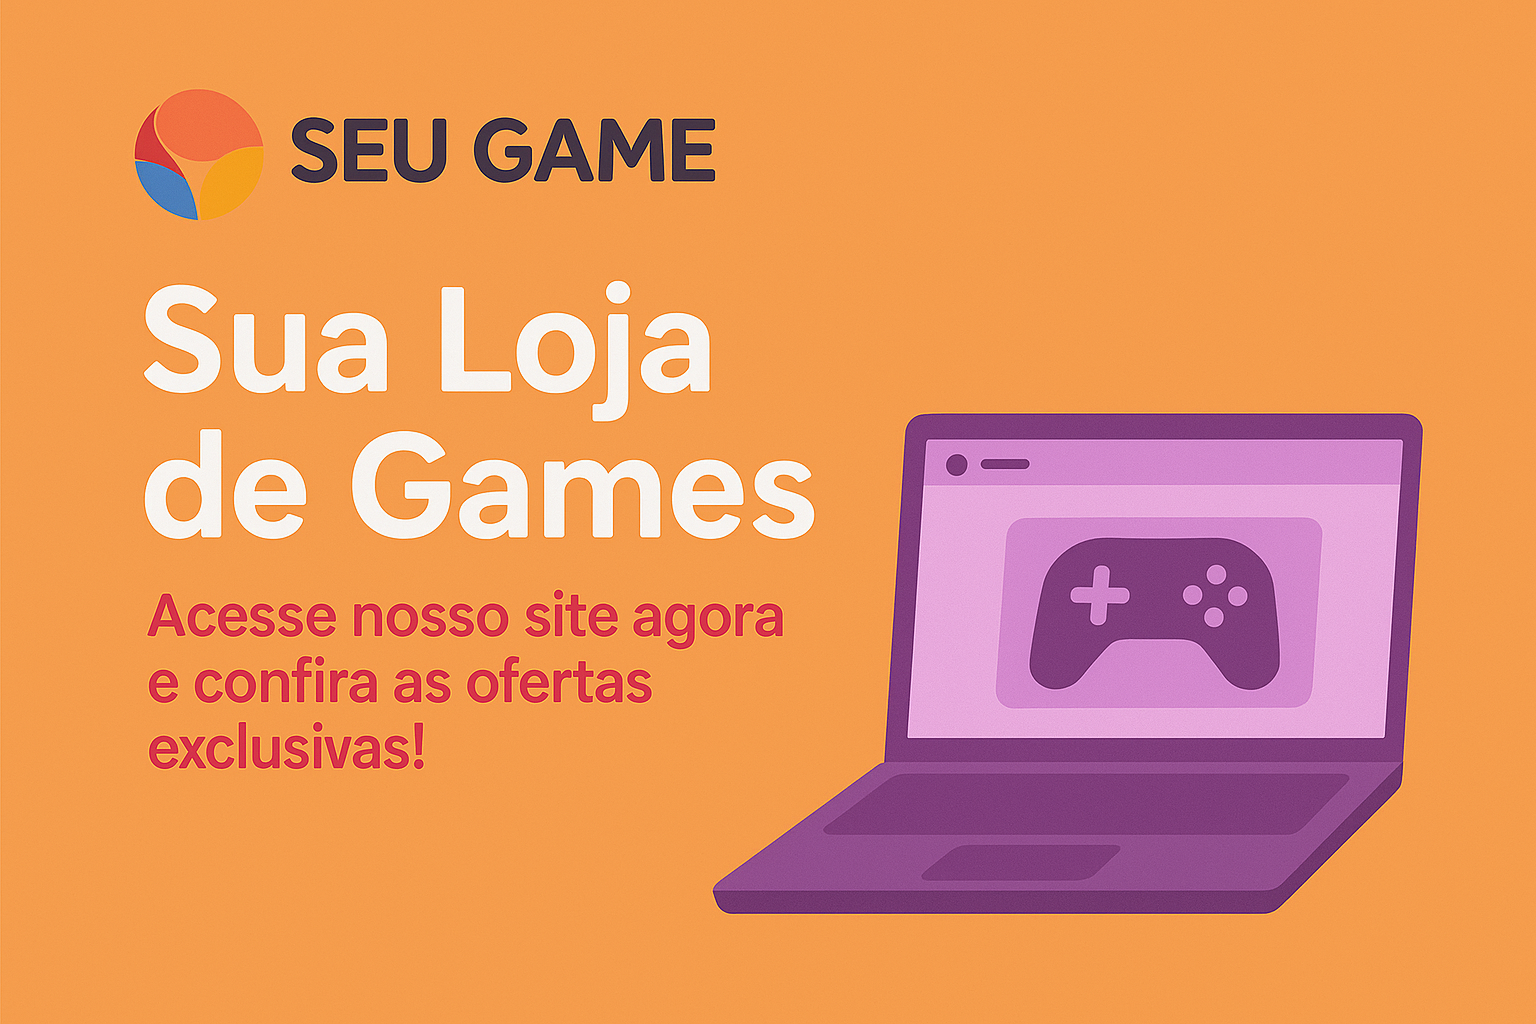 SEU GAME
Sua Loja
de Games
Acesse nosso site agora
e confira as ofertas
exclusivas!